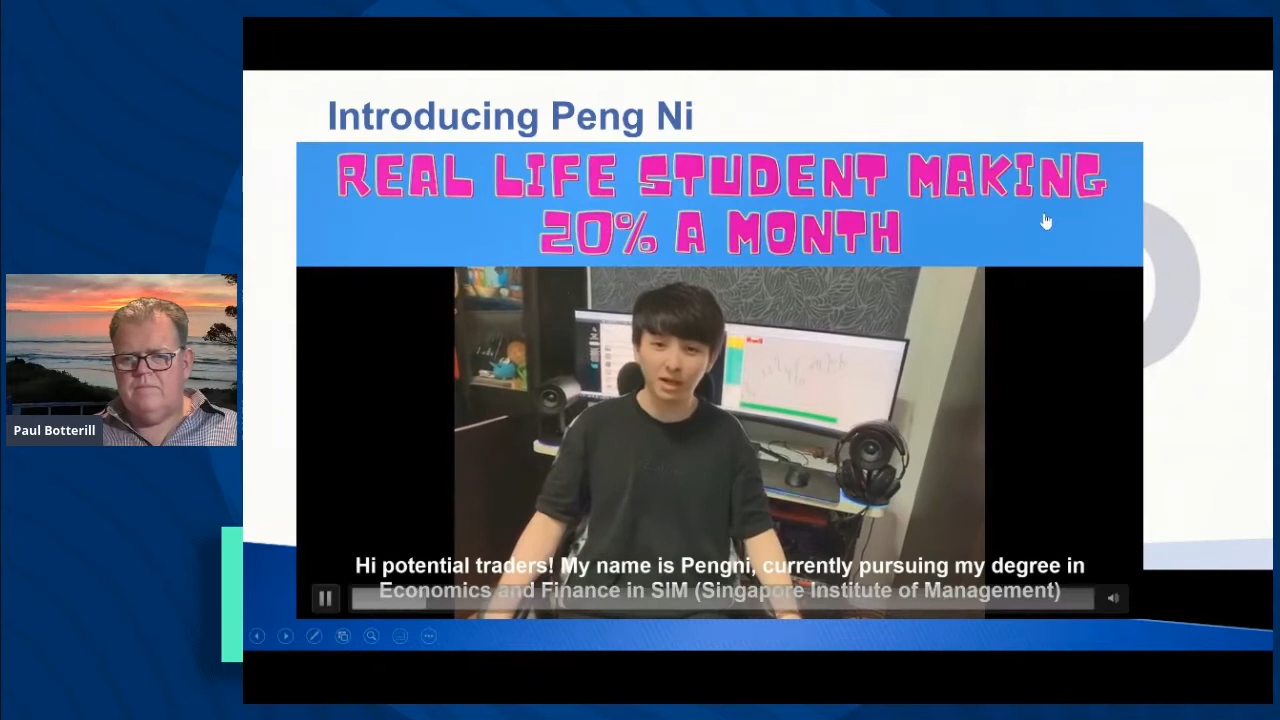 Introducing Peng Ni
REAL LIFE STUDENT MAKING
20% A MONTH
Paul Botterill
Hi potential traders! My name is Pengni, currently pursuing my degree in
Economics and Finance in SIM (Singapore Institute of Management)